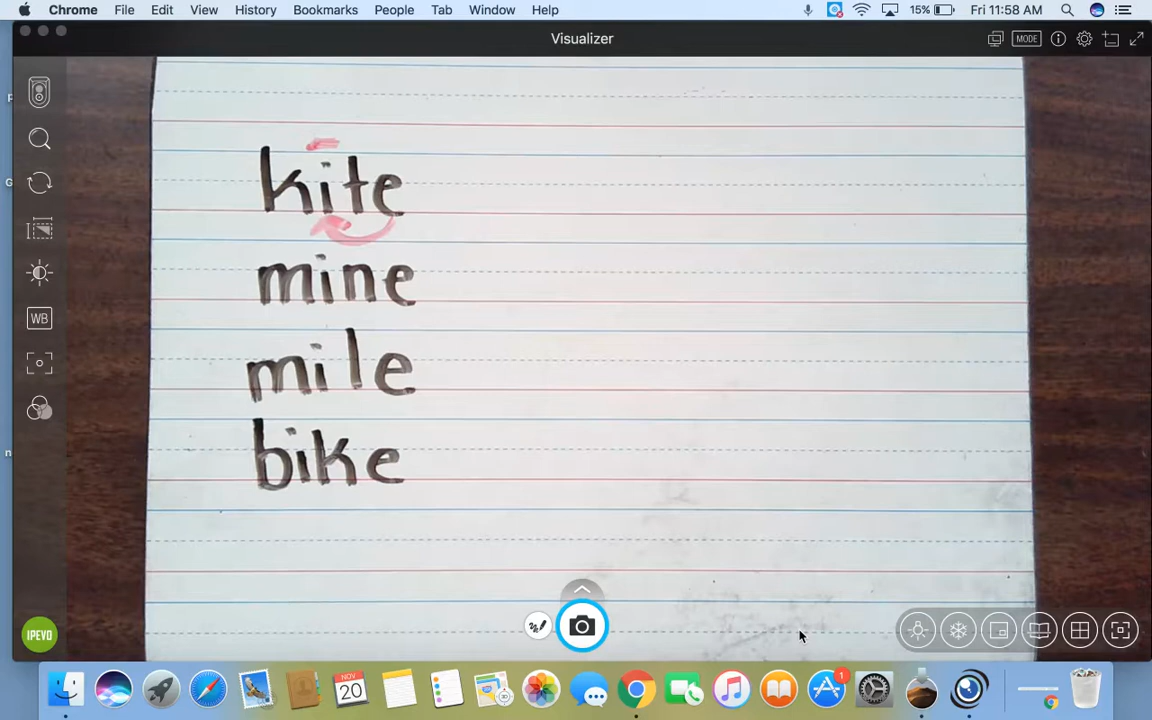 Chrome File Edit View History Bookmarks People Tab Window Help 15% Fri 11:58 AM
Visualizer MODE
kite
mine
mile
bike
WB
IPEVO
NOV
20
1